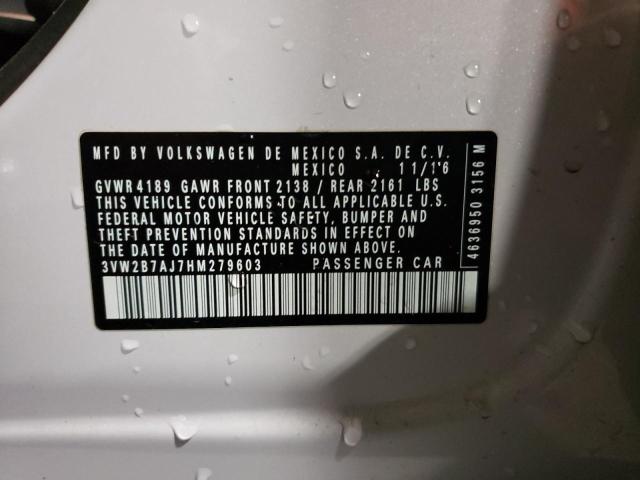 MFD BY VOLKSWAGEN DE MEXICO S.A. DE C.V.
MEXICO 11/16
GVWR 4189 GAWR FRONT 2138 / REAR 2161 LBS
THIS VEHICLE CONFORMS TO ALL APPLICABLE U.S.
FEDERAL MOTOR VEHICLE SAFETY, BUMPER AND
THEFT PREVENTION STANDARDS IN EFFECT ON
THE DATE OF MANUFACTURE SHOWN ABOVE.
3VW2B7AJ7HM279603 PASSENGER CAR
4636950 3156 M